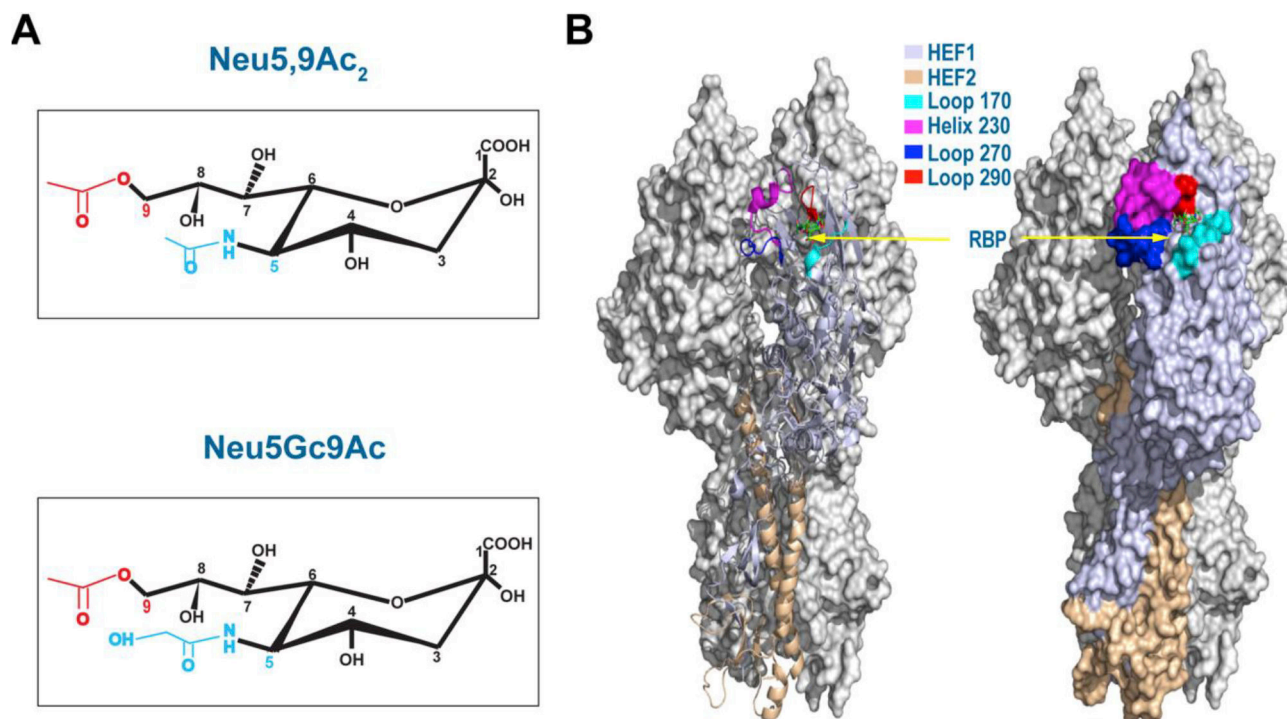 A
Neu5,9Ac₂
O
O
9
8
OH
OH
7
6
O
N
H
5
4
OH
O
3
COOH
1
2
OH
Neu5Gc9Ac
O
O
9
8
OH
OH
7
6
OH
O
N
H
5
4
OH
O
3
COOH
1
2
OH
B
HEF1
HEF2
Loop 170
Helix 230
Loop 270
Loop 290
RBP